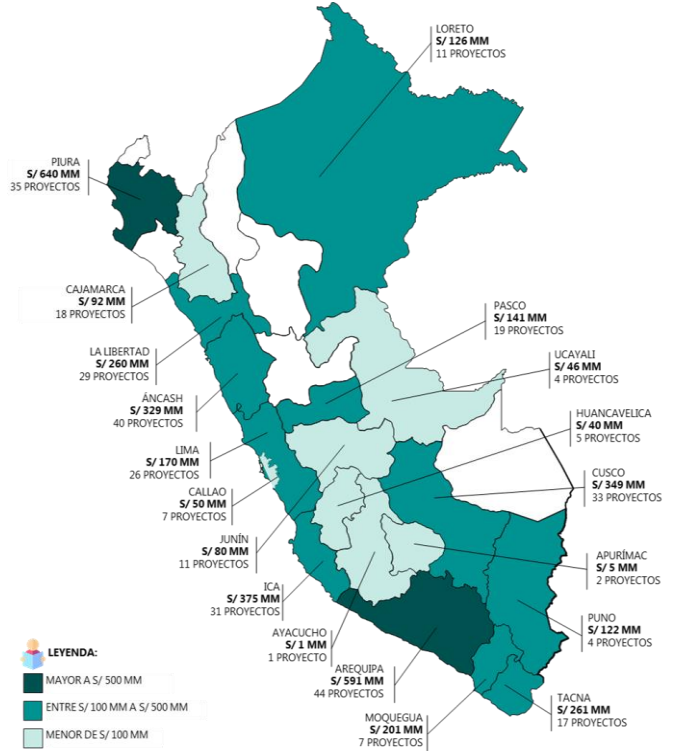 LORETO
S/ 126 MM
11 PROYECTOS
PIURA
S/ 640 MM
35 PROYECTOS
CAJAMARCA
S/ 92 MM
18 PROYECTOS
PASCO
S/ 141 MM
19 PROYECTOS
LA LIBERTAD
S/ 260 MM
29 PROYECTOS
UCAYALI
S/ 46 MM
4 PROYECTOS
ÁNCASH
S/ 329 MM
40 PROYECTOS
HUANCAVELICA
S/ 40 MM
5 PROYECTOS
LIMA
S/ 170 MM
26 PROYECTOS
CUSCO
S/ 349 MM
33 PROYECTOS
CALLAO
S/ 50 MM
7 PROYECTOS
JUNÍN
S/ 80 MM
11 PROYECTOS
APURÍMAC
S/ 5 MM
2 PROYECTOS
ICA
S/ 375 MM
31 PROYECTOS
PUNO
S/ 122 MM
4 PROYECTOS
AYACUCHO
S/ 1 MM
1 PROYECTO
AREQUIPA
S/ 591 MM
44 PROYECTOS
TACNA
S/ 261 MM
17 PROYECTOS
MOQUEGUA
S/ 201 MM
7 PROYECTOS
LEYENDA:
MAYOR A S/ 500 MM
ENTRE S/ 100 MM A S/ 500 MM
MENOR DE S/ 100 MM